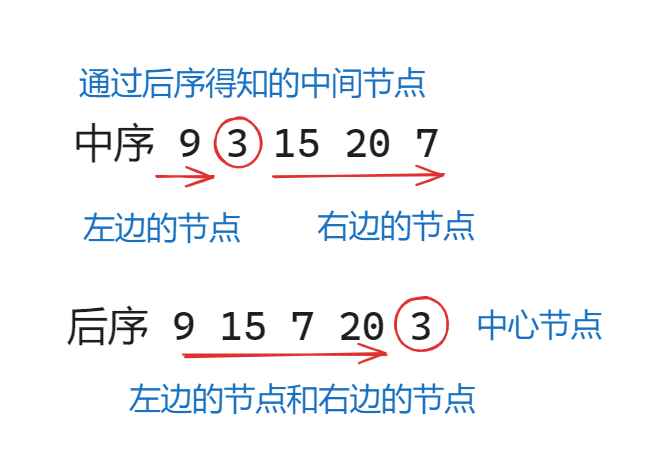 通过后序得知的中间节点
中序 9 3 15 20 7
左边的节点 右边的节点
后序 9 15 7 20 3 中心节点
左边的节点和右边的节点